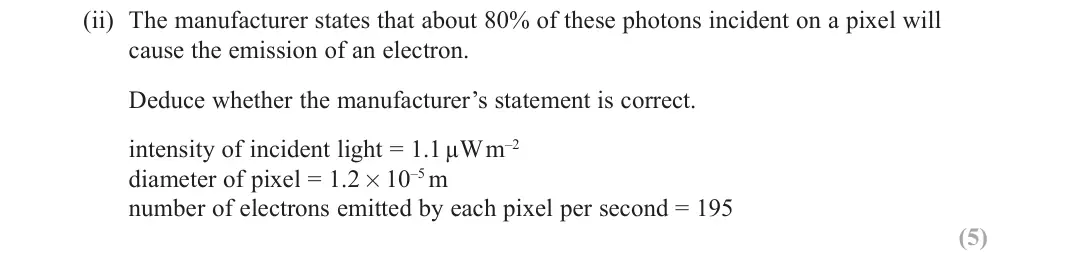 (ii) The manufacturer states that about 80% of these photons incident on a pixel will
cause the emission of an electron.
Deduce whether the manufacturer’s statement is correct.
intensity of incident light = 1.1 μW m⁻²
diameter of pixel = 1.2 × 10⁻⁵ m
number of electrons emitted by each pixel per second = 195
(5)